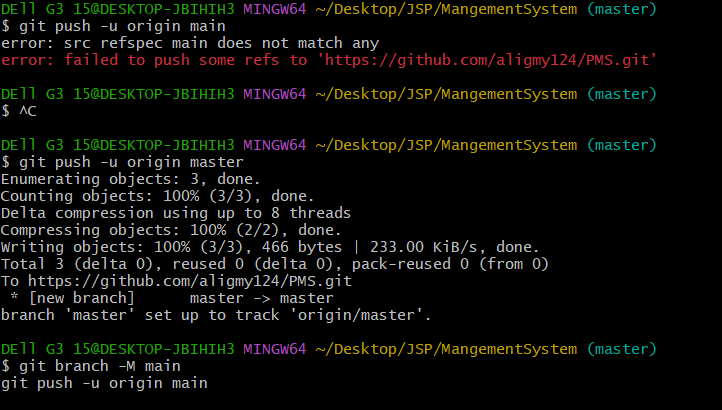 DEll G3 15@DESKTOP-JBIHIH3 MINGW64 ~/Desktop/JSP/MangementSystem (master)
$ git push -u origin main
error: src refspec main does not match any
error: failed to push some refs to 'https://github.com/aligmy124/PMS.git'
DEll G3 15@DESKTOP-JBIHIH3 MINGW64 ~/Desktop/JSP/MangementSystem (master)
$ ^C
DEll G3 15@DESKTOP-JBIHIH3 MINGW64 ~/Desktop/JSP/MangementSystem (master)
$ git push -u origin master
Enumerating objects: 3, done.
Counting objects: 100% (3/3), done.
Delta compression using up to 8 threads
Compressing objects: 100% (2/2), done.
Writing objects: 100% (3/3), 466 bytes | 233.00 KiB/s, done.
Total 3 (delta 0), reused 0 (delta 0), pack-reused 0 (from 0)
To https://github.com/aligmy124/PMS.git
 * [new branch]      master -> master
branch 'master' set up to track 'origin/master'.
DEll G3 15@DESKTOP-JBIHIH3 MINGW64 ~/Desktop/JSP/MangementSystem (master)
$ git branch -M main
git push -u origin main